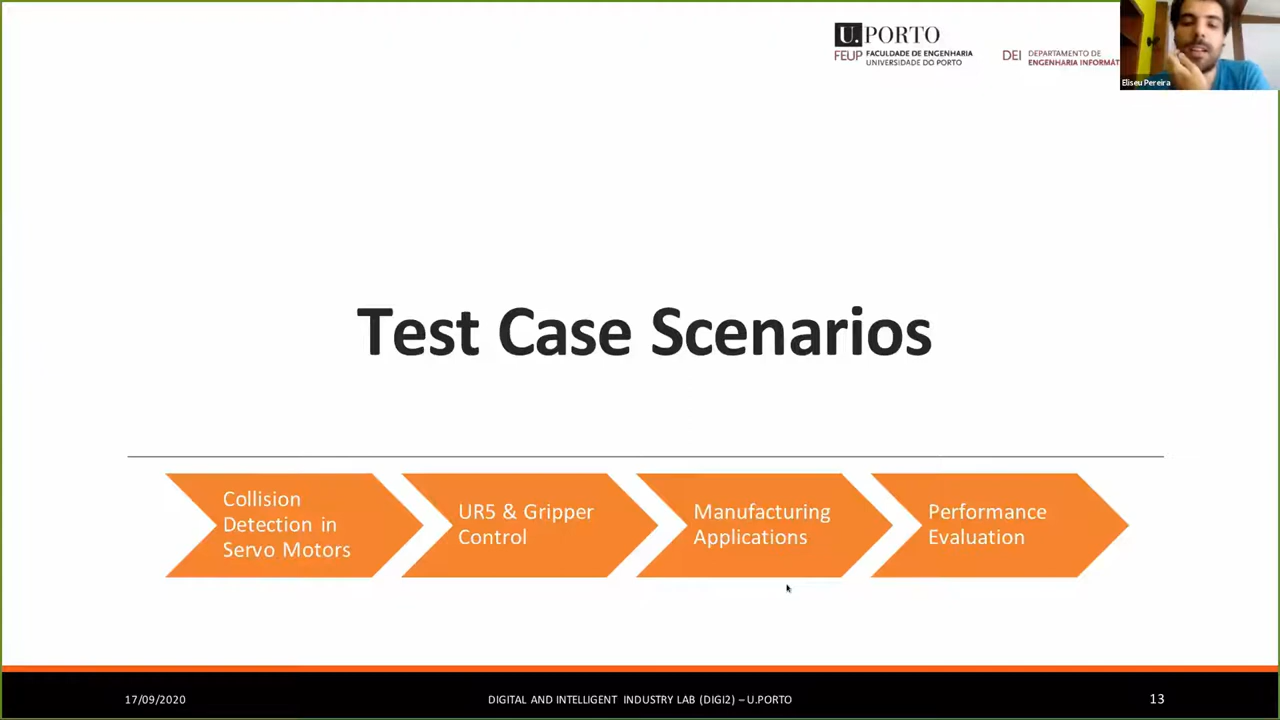 U.PORTO
FEUP FACULDADE DE ENGENHARIA
UNIVERSIDADE DO PORTO
DEI DEPARTAMENTO DE
ENGENHARIA INFORMÁT
Eliseu Pereira
Test Case Scenarios
Collision
Detection in
Servo Motors
UR5 & Gripper
Control
Manufacturing
Applications
Performance
Evaluation
17/09/2020
DIGITAL AND INTELLIGENT INDUSTRY LAB (DIGI2) – U.PORTO
13